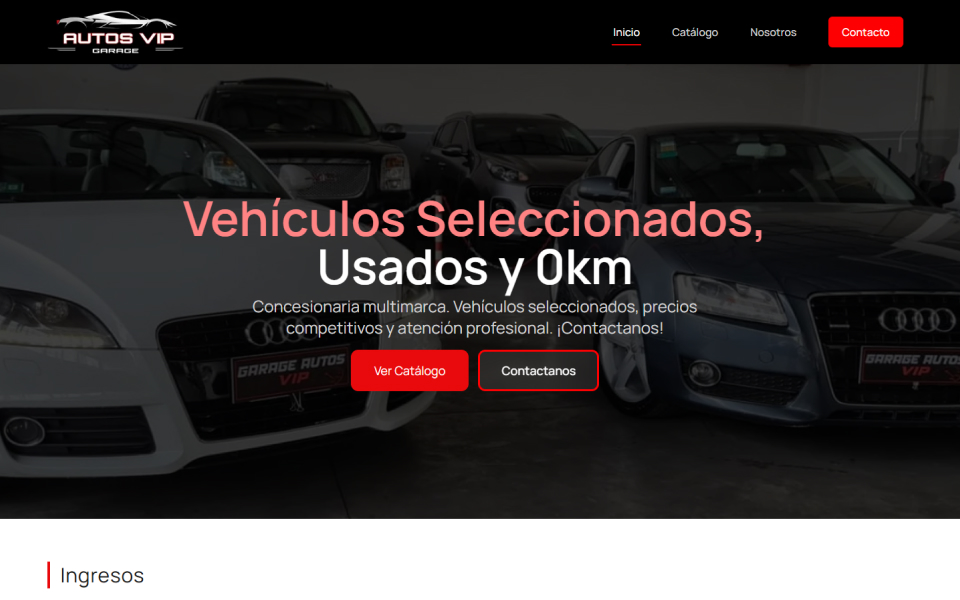 AUTOS VIP
GARAGE
Inicio
Catálogo
Nosotros
Contacto
Vehículos Seleccionados,
Usados y 0km
Concesionaria multimarca. Vehículos seleccionados, precios
competitivos y atención profesional. ¡Contactanos!
Ver Catálogo
Contactanos
GARAGE AUTOS
VIP
GARAGE AUTOS
VIP
Ingresos